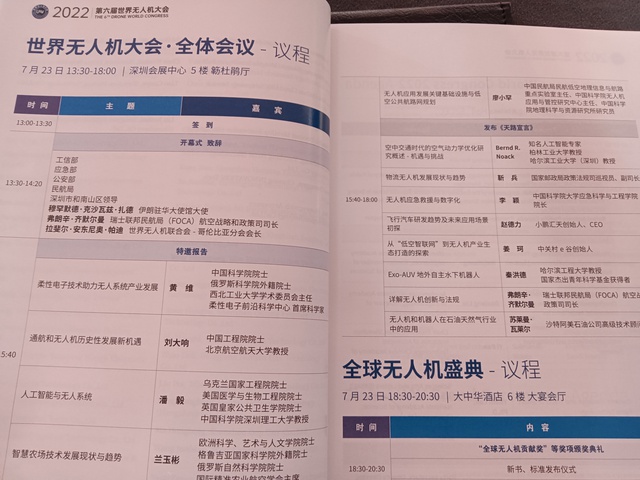 2022 第六届世界无人机大会
THE 6TH DRONE WORLD CONGRESS
世界无人机大会·全体会议 - 议程
7月23日 13:30-18:00 | 深圳会展中心 5楼 簕杜鹃厅
时间 主题 嘉宾
13:00-13:30 签到
开幕式 致辞
13:30-14:20
工信部
应急部
公安部
民航局
深圳市和南山区领导
穆罕默德·克沙瓦兹·扎德 伊朗驻华大使馆大使
弗朗辛·齐默尔曼 瑞士联邦民航局（FOCA）航空战略和政策司司长
拉斐尔·安东尼奥·帕迪 世界无人机联合会 - 哥伦比亚分会会长
特邀报告
柔性电子技术助力无人系统产业发展 黄维
中国科学院院士
俄罗斯科学院外籍院士
西北工业大学学术委员会主任
柔性电子前沿科学中心 首席科学家
5:40
通航和无人机历史性发展新机遇 刘大响
中国工程院院士
北京航空航天大学教授
人工智能与无人系统 潘毅
乌克兰国家工程院院士
美国医学与生物工程院院士
英国皇家公共卫生院院士
中国科学院深圳理工大学教授
智慧农场技术发展现状与趋势 兰玉彬
欧洲科学、艺术与人文学院院士
格鲁吉亚国家科学院外籍院士
俄罗斯自然科学院院士
国际精准农业航空学会主席
无人机应用发展关键基础设施与低空公共航路网规划 廖小罕
中国民航局民航低空地理信息与航路
重点实验室主任、中国科学院无人机
应用与管控研究中心主任、中国科学
院地理科学与资源研究所研究员
发布《天路宣言》
15:40-18:00
空中交通时代的空气动力学优化研究概述·机遇与挑战 Bernd R. Noack
知名人工智能专家
柏林工业大学教授
哈尔滨工业大学（深圳）教授
物流无人机发展现状与趋势 靳兵 国家邮政局政策法规司巡视员、副司长
无人机应急救援与数字化 李颖 中国科学院大学应急科学与工程学院院长
飞行汽车研发趋势及未来应用场景初探 赵德力 小鹏汇天创始人、CEO
从“低空智联网”到无人机产业生态打造的探索 姜珂 中关村e谷创始人
Exo-AUV 地外自主水下机器人 秦洪德
哈尔滨工程大学教授
国家杰出青年科学基金获得者
详解无人机创新与法规 弗朗辛·齐默尔曼
瑞士联邦民航局（FOCA）航空战
政策司司长
无人机和机器人在石油天然气行业中的应用 苏莱曼·瓦莱尔 沙特阿美石油公司高级技术顾
全球无人机盛典 - 议程
7月23日 18:30-20:30 | 大中华酒店 6楼 大宴会厅
时间 内容
18:30-20:30
“全球无人机贡献奖”等奖项颁奖典礼
新书、标准发布仪式